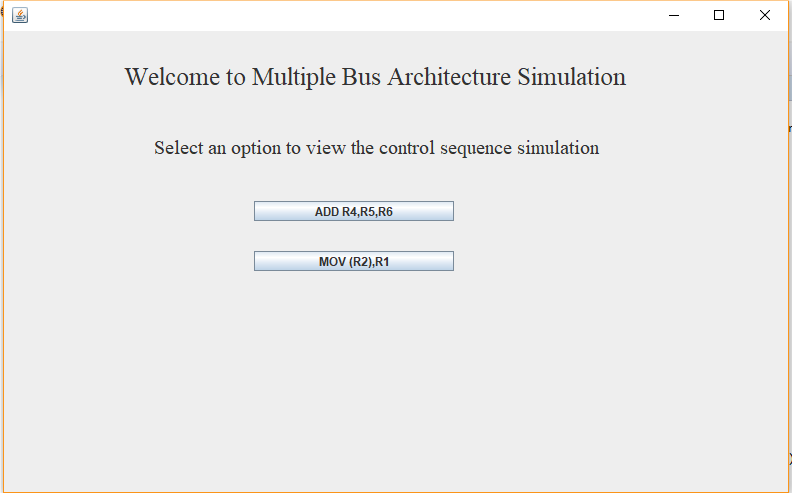 Welcome to Multiple Bus Architecture Simulation
Select an option to view the control sequence simulation
ADD R4,R5,R6
MOV (R2),R1